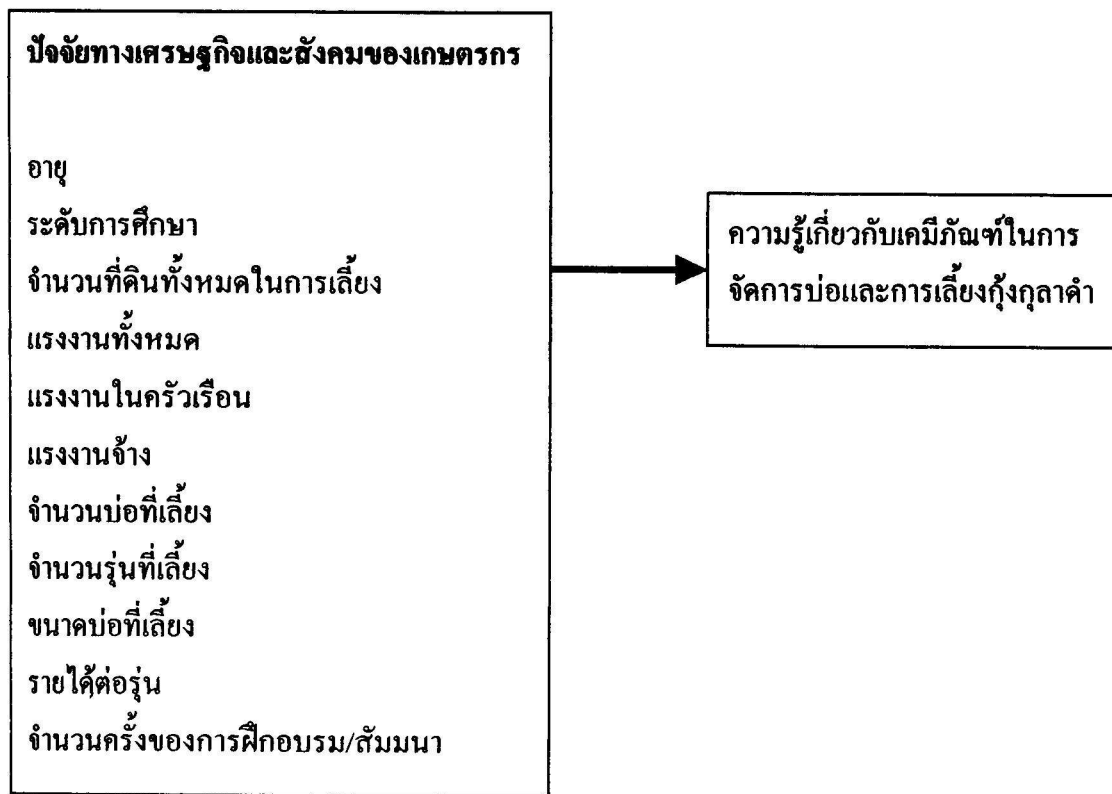 ปัจจัยทางเศรษฐกิจและสังคมของเกษตรกร
อายุ
ระดับการศึกษา
จำนวนที่ดินทั้งหมดในการเลี้ยง
แรงงานทั้งหมด
แรงงานในครัวเรือน
แรงงานจ้าง
จำนวนบ่อที่เลี้ยง
จำนวนรุ่นที่เลี้ยง
ขนาดบ่อที่เลี้ยง
รายได้ต่อรุ่น
จำนวนครั้งของการฝึกอบรม/สัมมนา
ความรู้เกี่ยวกับเคมีภัณฑ์ในการ
จัดการบ่อและการเลี้ยงกุ้งกุลาดำ